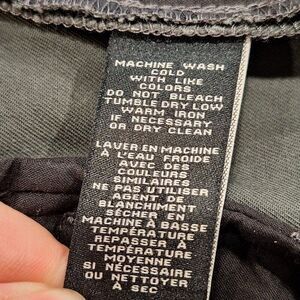 MACHINE WASH
COLD
WITH LIKE
COLORS
DO NOT BLEACH
TUMBLE DRY LOW
WARM IRON
IF NECESSARY
OR DRY CLEAN
LAVER EN MACHINE
À L'EAU FROIDE
AVEC DES
COULEURS
SIMILAIRES
NE PAS UTILISER
AGENT DE
BLANCHIMENT
SÉCHER EN
MACHINE À BASSE
TEMPÉRATURE
REPASSER À
TEMPÉRATURE
MOYENNE
SI NÉCESSAIRE
OU NETTOYER
À SEC